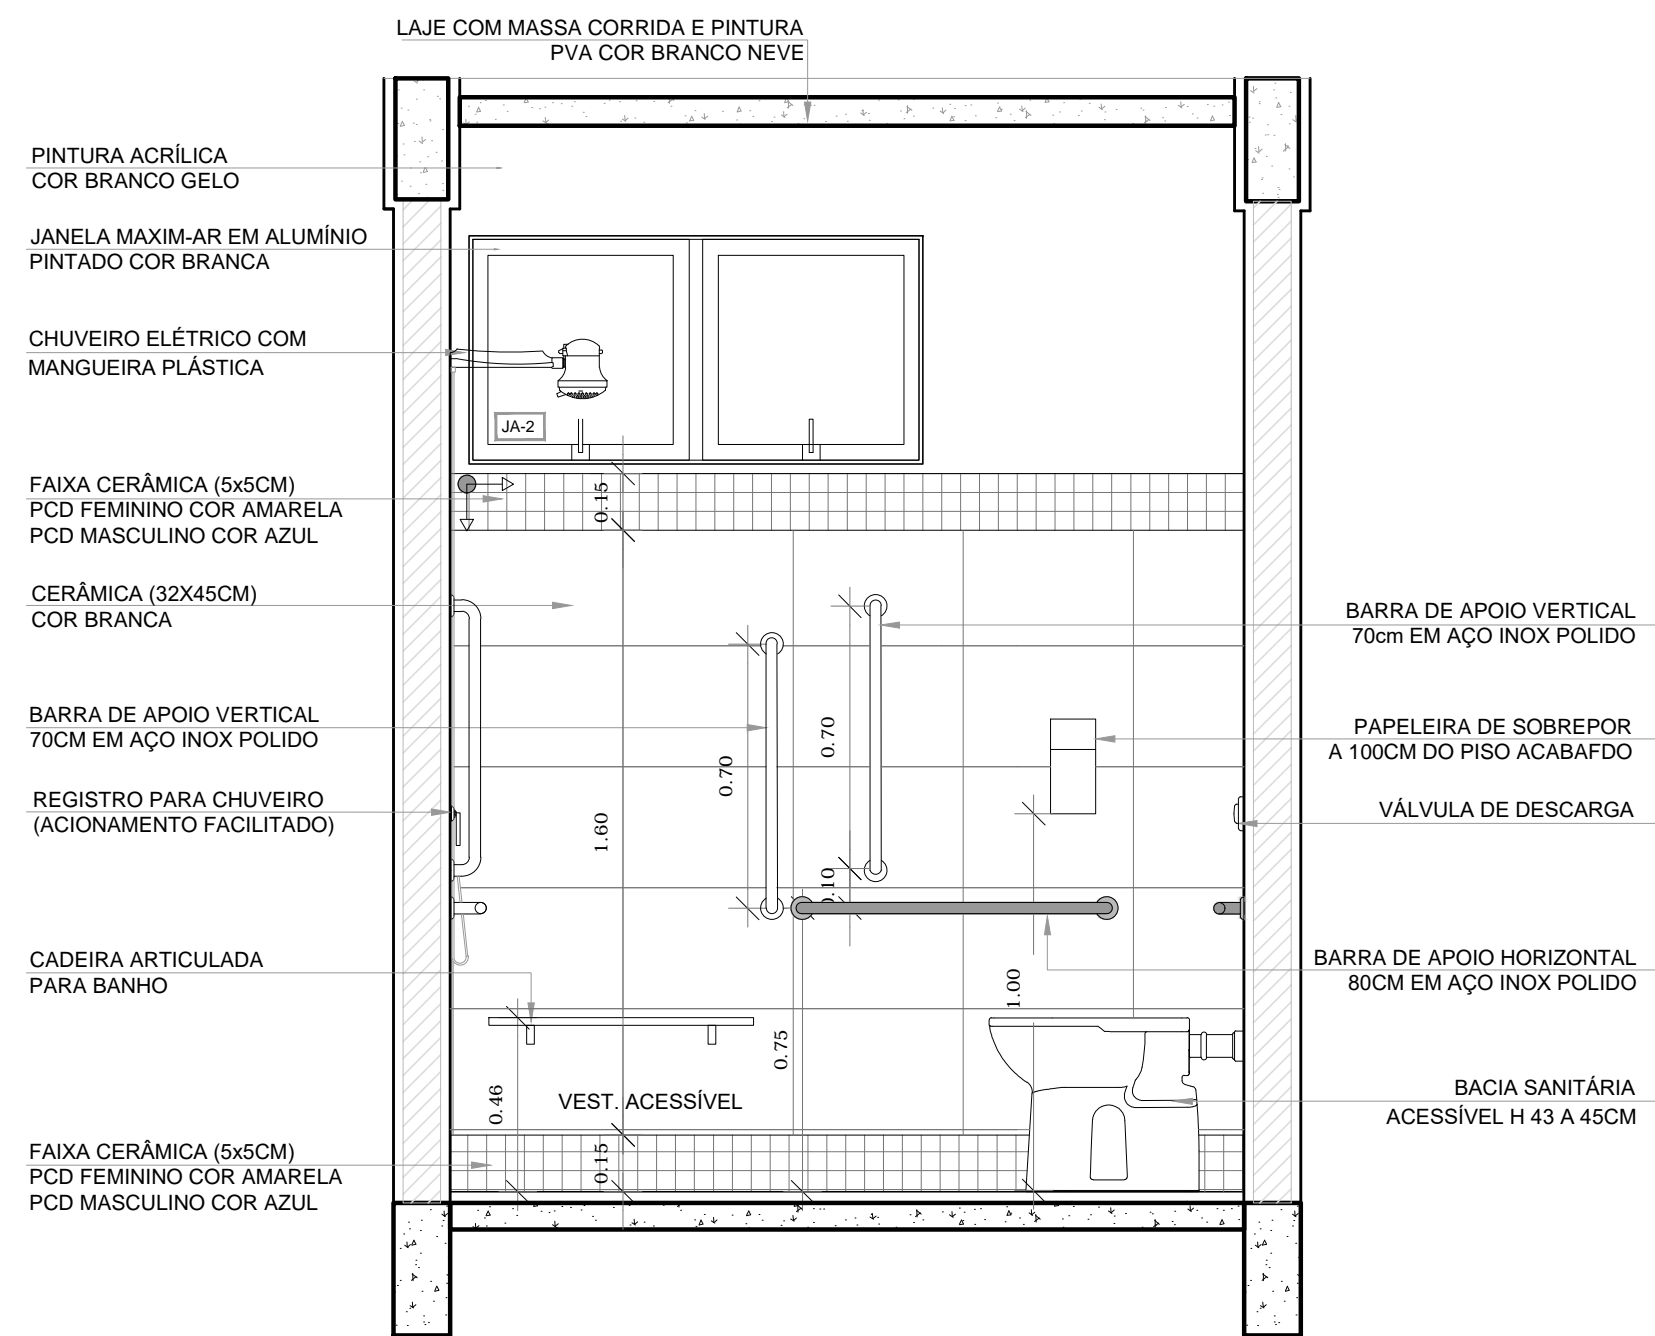 LAJE COM MASSA CORRIDA E PINTURA
PVA COR BRANCO NEVE
PINTURA ACRÍLICA
COR BRANCO GELO
JANELA MAXIM-AR EM ALUMÍNIO
PINTADO COR BRANCA
CHUVEIRO ELÉTRICO COM
MANGUEIRA PLÁSTICA
JA-2
FAIXA CERÂMICA (5x5CM)
PCD FEMININO COR AMARELA
PCD MASCULINO COR AZUL
0.15
CERÂMICA (32X45CM)
COR BRANCA
BARRA DE APOIO VERTICAL
70cm EM AÇO INOX POLIDO
BARRA DE APOIO VERTICAL
70CM EM AÇO INOX POLIDO
0.70
0.70
PAPELEIRA DE SOBREPOR
A 100CM DO PISO ACABAFDO
REGISTRO PARA CHUVEIRO
(ACIONAMENTO FACILITADO)
1.60
VÁLVULA DE DESCARGA
0.10
CADEIRA ARTICULADA
PARA BANHO
BARRA DE APOIO HORIZONTAL
80CM EM AÇO INOX POLIDO
1.00
0.75
0.46
VEST. ACESSÍVEL
BACIA SANITÁRIA
ACESSÍVEL H 43 A 45CM
FAIXA CERÂMICA (5x5CM)
PCD FEMININO COR AMARELA
PCD MASCULINO COR AZUL
0.15